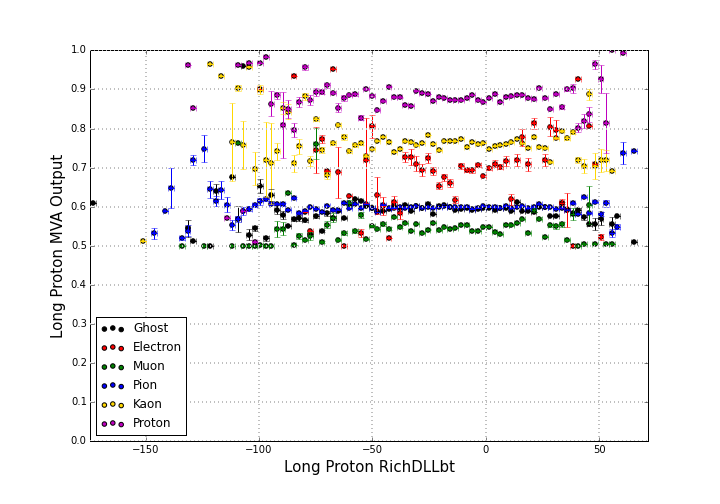 1.0
0.9
0.8
0.7
0.6
0.5
0.4
0.3
0.2
0.1
0.0
Long Proton MVA Output
Ghost
Electron
Muon
Pion
Kaon
Proton
−150
−100
−50
0
50
Long Proton RichDLLbt